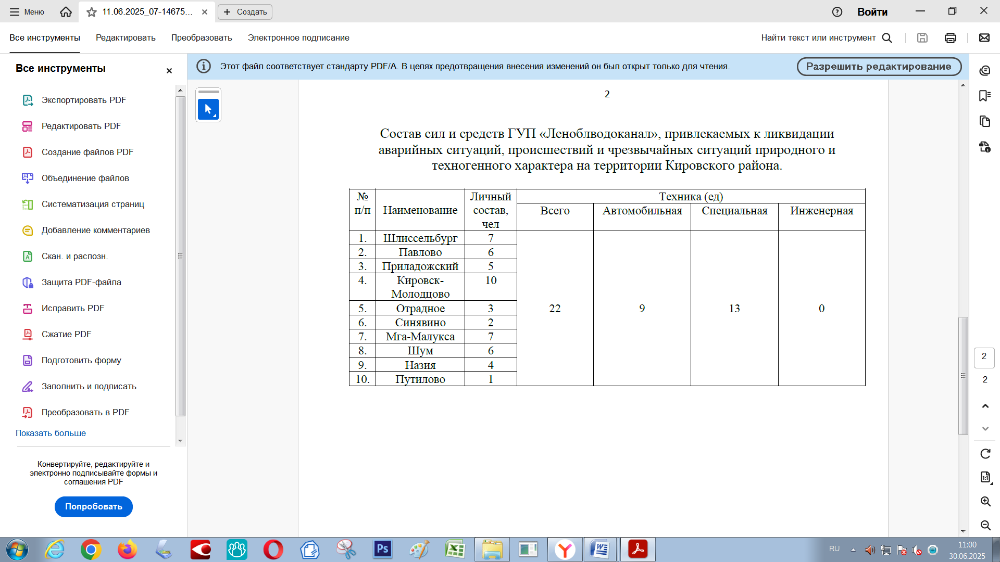 Меню
11.06.2025_07-14675...
Создать
Войти
Все инструменты
Редактировать
Преобразовать
Электронное подписание
Найти текст или инструмент
Все инструменты
Этот файл соответствует стандарту PDF/A. В целях предотвращения внесения изменений он был открыт только для чтения.
Разрешить редактирование
Экспортировать PDF
Редактировать PDF
Создание файлов PDF
Объединение файлов
Систематизация страниц
Добавление комментариев
Скан. и распозн.
Защита PDF-файла
Исправить PDF
Сжатие PDF
Подготовить форму
Заполнить и подписать
Преобразовать в PDF
Показать больше
Конвертируйте, редактируйте и
электронно подписывайте формы и
соглашения PDF
Попробовать
2
Состав сил и средств ГУП «Леноблводоканал», привлекаемых к ликвидации
аварийных ситуаций, происшествий и чрезвычайных ситуаций природного и
техногенного характера на территории Кировского района.
№ п/п Наименование Личный состав, чел Техника (ед)
Всего Автомобильная Специальная Инженерная
1. Шлиссельбург 7
2. Павлово 6
3. Приладожский 5
4. Кировск-
Молодцово 10
5. Отрадное 3 22 9 13 0
6. Синявино 2
7. Мга-Малукса 7
8. Шум 6
9. Назия 4
10. Путилово 1
2
2
1:1
Ps
RU
11:00
30.06.2025